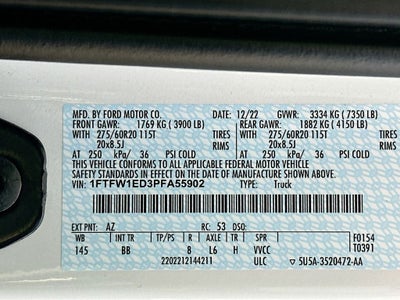 MFD. BY FORD MOTOR CO. DATE: 12/22 GVWR: 3334 KG (7350 LB)
FRONT GAWR: 1769 KG (3900 LB) REAR GAWR: 1882 KG (4150 LB)
WITH 275/60R20 115T TIRES WITH 275/60R20 115T TIRES
20x8.5J RIMS 20x8.5J RIMS
AT 250 kPa/ 36 PSI COLD AT 250 kPa/ 36 PSI COLD
THIS VEHICLE CONFORMS TO ALL APPLICABLE FEDERAL MOTOR VEHICLE
SAFETY STANDARDS IN EFFECT ON THE DATE OF MANUFACTURE SHOWN ABOVE.
VIN: 1FTFW1ED3PFA55902 TYPE: Truck
EXT PNT: AZ RC: 53 DSO:
WB INT TR TP/PS R AXLE TR SPR F0154
145 BB 8 L6 H VVCC T0391
2202212144211 ULC 5U5A-3520472-AA